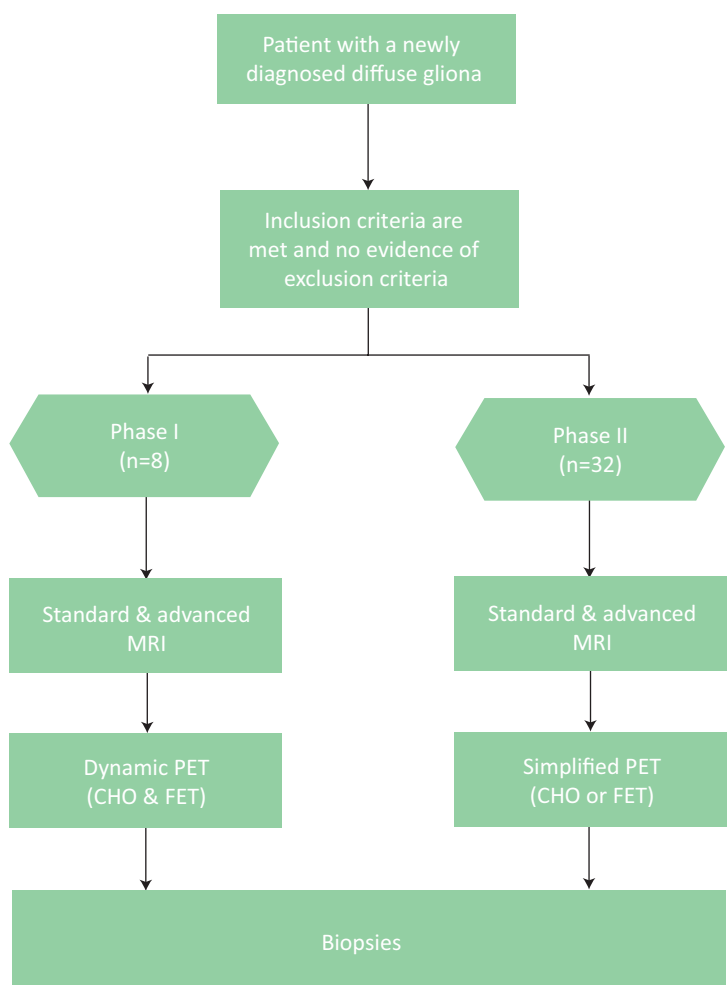 Patient with a newly
diagnosed diffuse gliona
Inclusion criteria are
met and no evidence of
exclusion criteria
Phase I
(n=8)
Phase II
(n=32)
Standard & advanced
MRI
Standard & advanced
MRI
Dynamic PET
(CHO & FET)
Simplified PET
(CHO or FET)
Biopsies